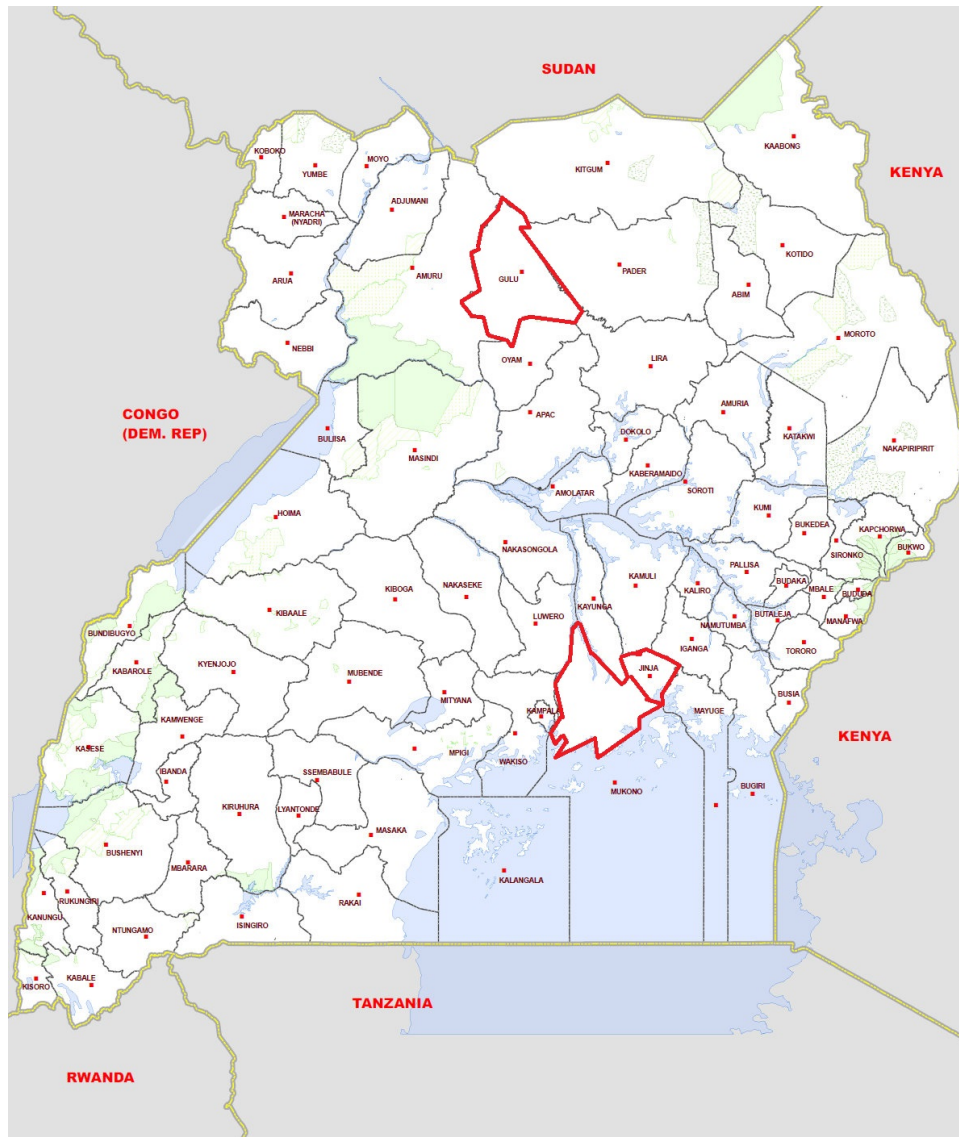 SUDAN
KOBOKO
YUMBE
MOYO
KAABONG
KITGUM
KENYA
ADJUMANI
MARACHA
(NYADRI)
KOTIDO
ARUA
AMURU
GULU
PADER
ABIM
NEBBI
MOROTO
OYAM
LIRA
CONGO
(DEM. REP)
APAC
AMURIA
BULIISA
DOKOLO
KATAKWI
MASINDI
NAKAPIRIPIRIT
KABERAMAIDO
AMOLATAR
SOROTI
HOIMA
KUMI
BUKEDEA
KAPCHORWA
NAKASONGOLA
SIRONKO
BUKWO
PALLISA
KIBOGA
NAKASEKE
KAMULI
KALIRO
BUDAKA
MBALE
BUDUDA
KAYUNGA
KIBAALE
LUWERO
NAMUTUMBA
BUTALEJA
MANAFWA
BUNDIBUGYO
IGANGA
TORORO
KABAROLE
KYENJOJO
MUBENDE
JINJA
MITYANA
BUSIA
KAMWENGE
KAMPALA
MAYUGE
KENYA
KASESE
MPIGI
WAKISO
IBANDA
SSEMBABULE
MUKONO
BUGIRI
KIRUHURA
LYANTONDE
MASAKA
BUSHENYI
MBARARA
KALANGALA
KANUNGU
RUKUNGIRI
RAKAI
ISINGIRO
NTUNGAMO
KISORO
KABALE
TANZANIA
RWANDA